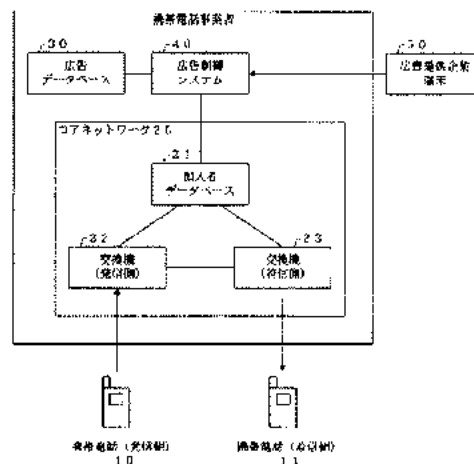 携帯電話事業者
30
広告
データベース
40
広告制御
システム
50
広告提供企業
端末
コアネットワーク20
21
加入者
データベース
22
交換機
(発信側)
23
交換機
(着信側)
携帯電話(発信側)
10
携帯電話(着信側)
11